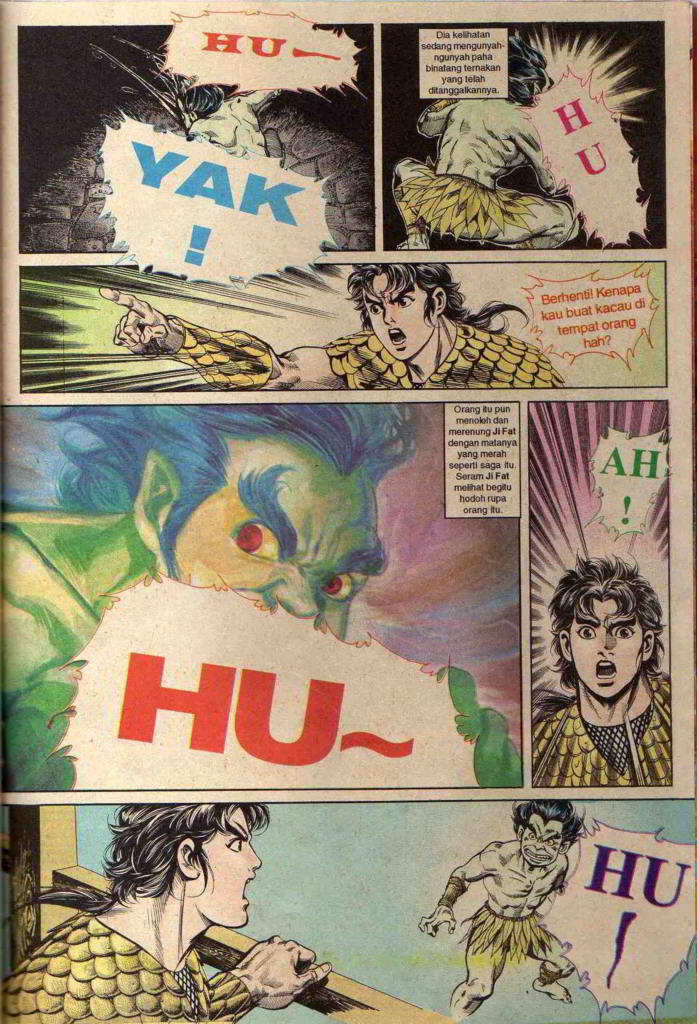 HU~
YAK
!
Dia kelihatan
sedang mengunyah-
ngunyah paha
binatang ternakan
yang telah
ditanggalkannya.
H
U
Berhenti! Kenapa
kau buat kacau di
tempat orang
hah?
Orang itu pun
menoleh dan
merenung Ji Fat
dengan matanya
yang merah
seperti saga itu.
Seram Ji Fat
melihat begitu
hodoh rupa
orang itu.
HU~
AH
!
HU
!